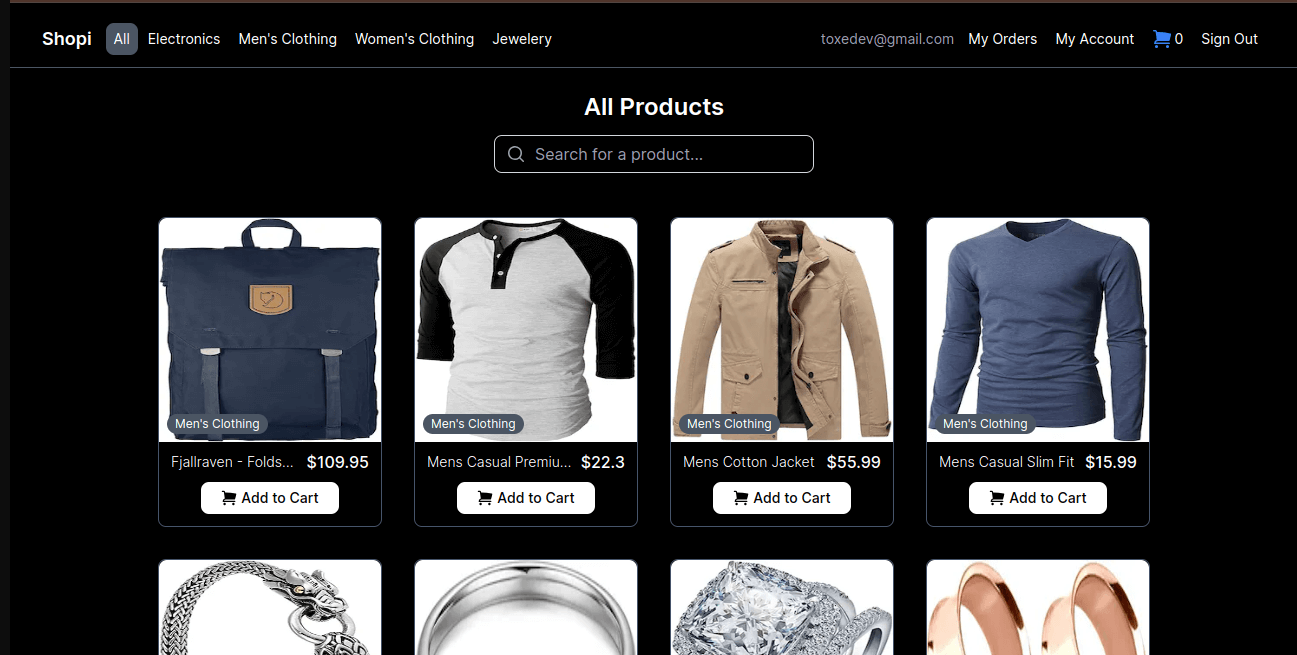 Shopi All Electronics Men's Clothing Women's Clothing Jewelery toxedev@gmail.com My Orders My Account 0 Sign Out
All Products
Search for a product...
Men's Clothing Men's Clothing Men's Clothing Men's Clothing
Fjallraven - Folds... $109.95 Mens Casual Premiu... $22.3 Mens Cotton Jacket $55.99 Mens Casual Slim Fit $15.99
Add to Cart Add to Cart Add to Cart Add to Cart